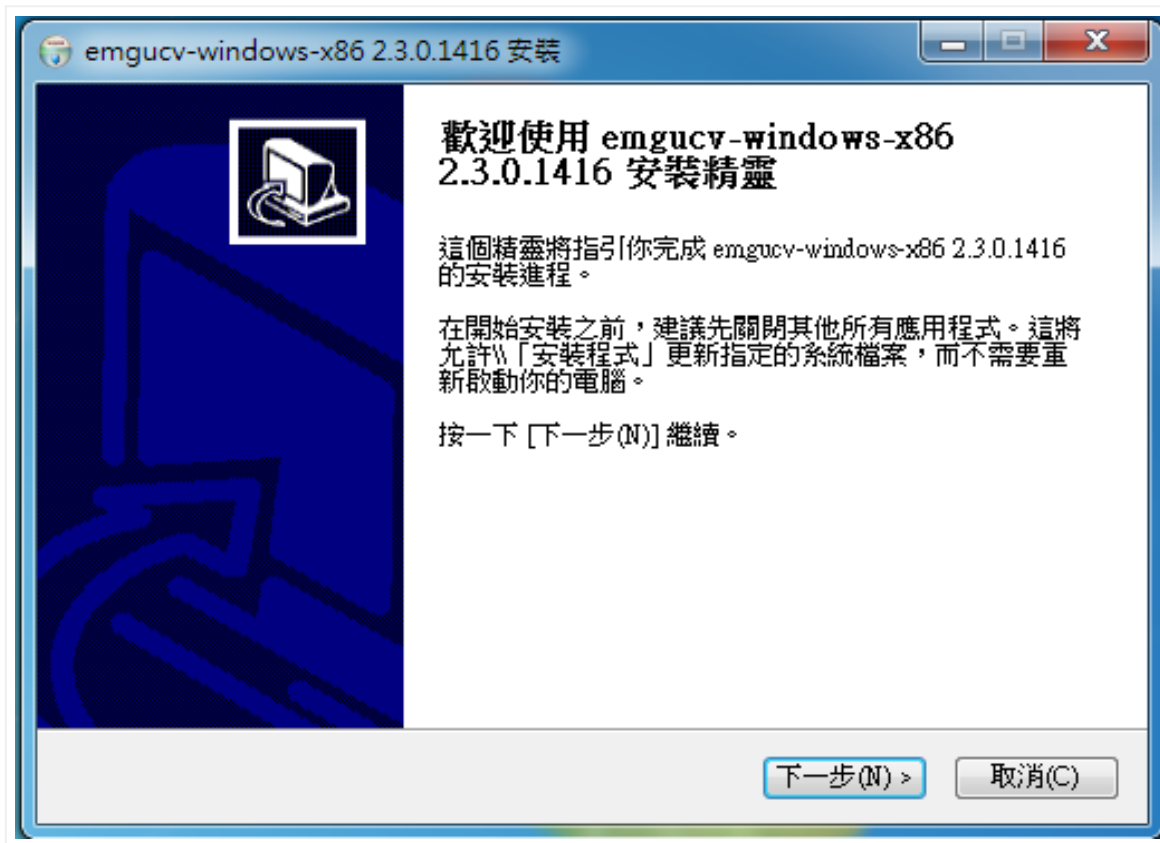 emgucv-windows-x86 2.3.0.1416 安裝
歡迎使用 emgucv-windows-x86
2.3.0.1416 安裝精靈
這個精靈將指引你完成 emgucv-windows-x86 2.3.0.1416
的安裝進程。
在開始安裝之前，建議先關閉其他所有應用程式。這將
允許\\「安裝程式」更新指定的系統檔案，而不需要重
新啟動你的電腦。
按一下 [下一步(N)] 繼續。
下一步(N) >
取消(C)